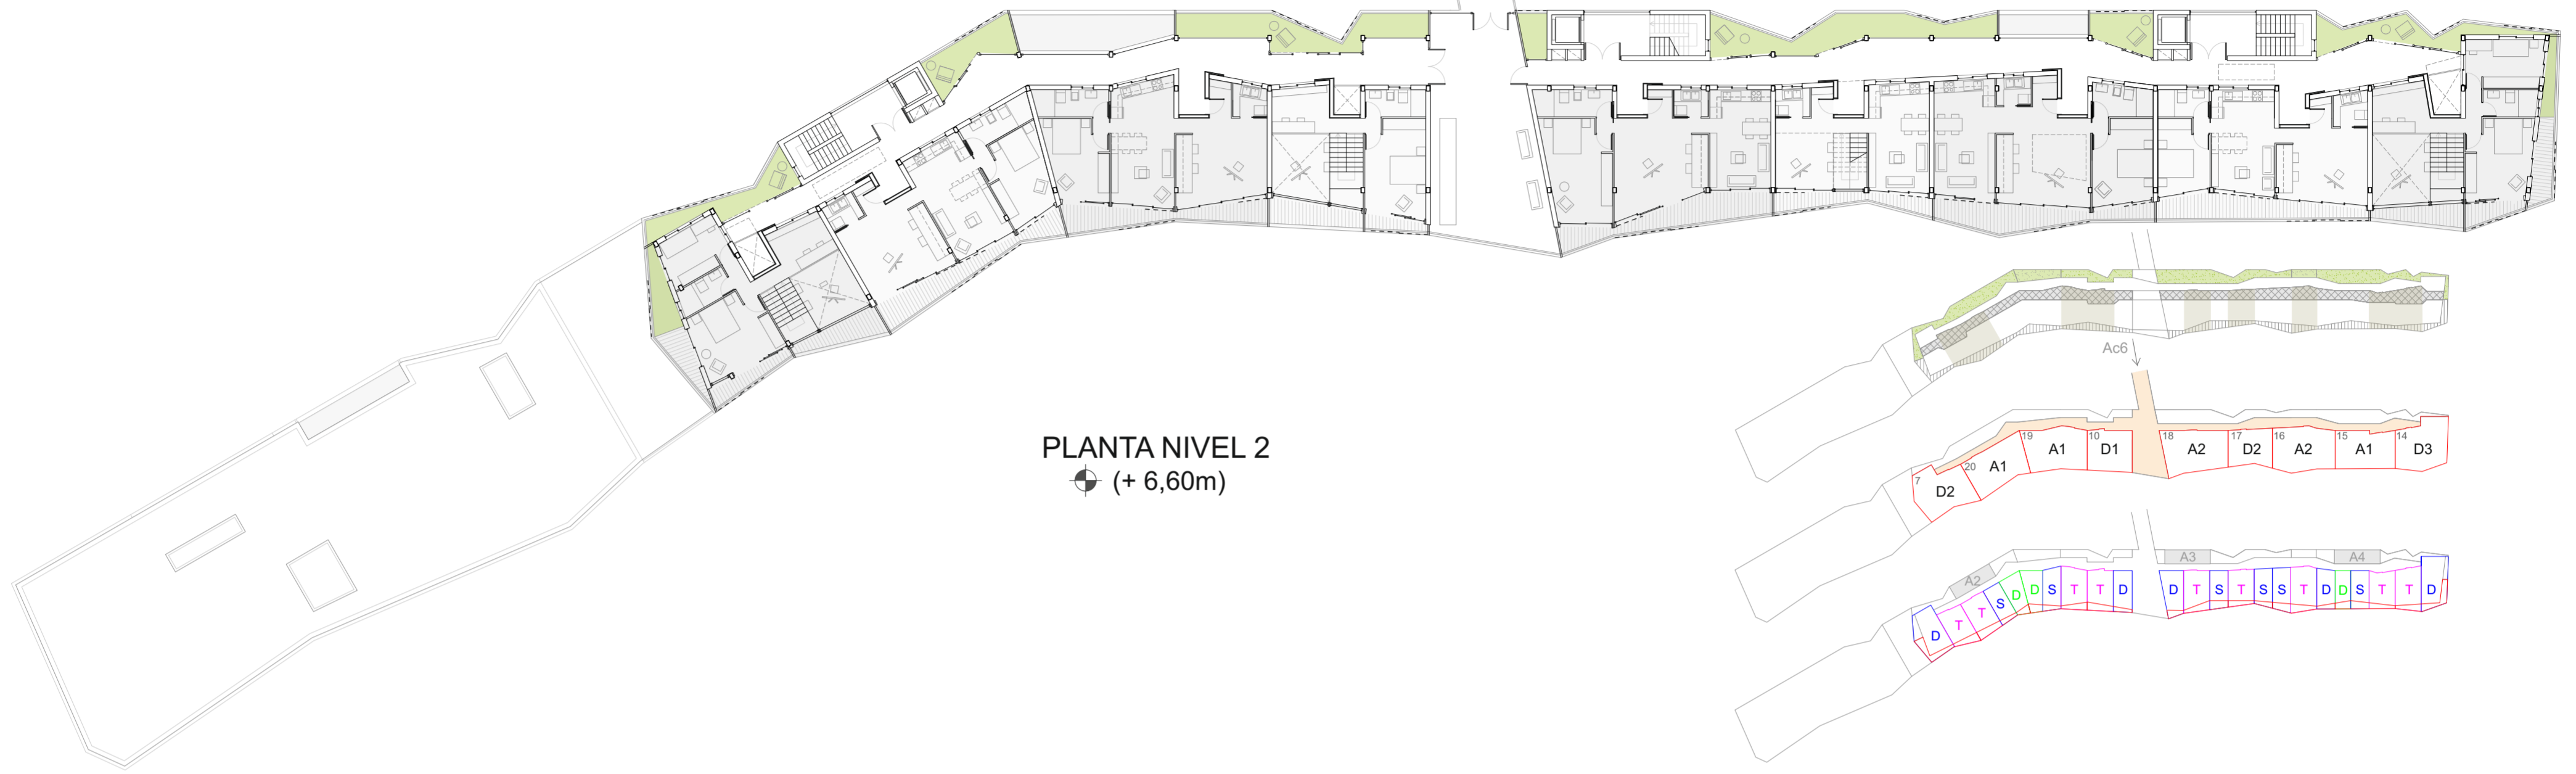 PLANTA NIVEL 2
(+ 6,60m)
Ac6
19 A1
10 D1
18 A2
17 D2
16 A2
15 A1
14 D3
20 A1
7 D2
A3
A4
A2
D T T S D D S T T D
D T S T S S T D D S T T D